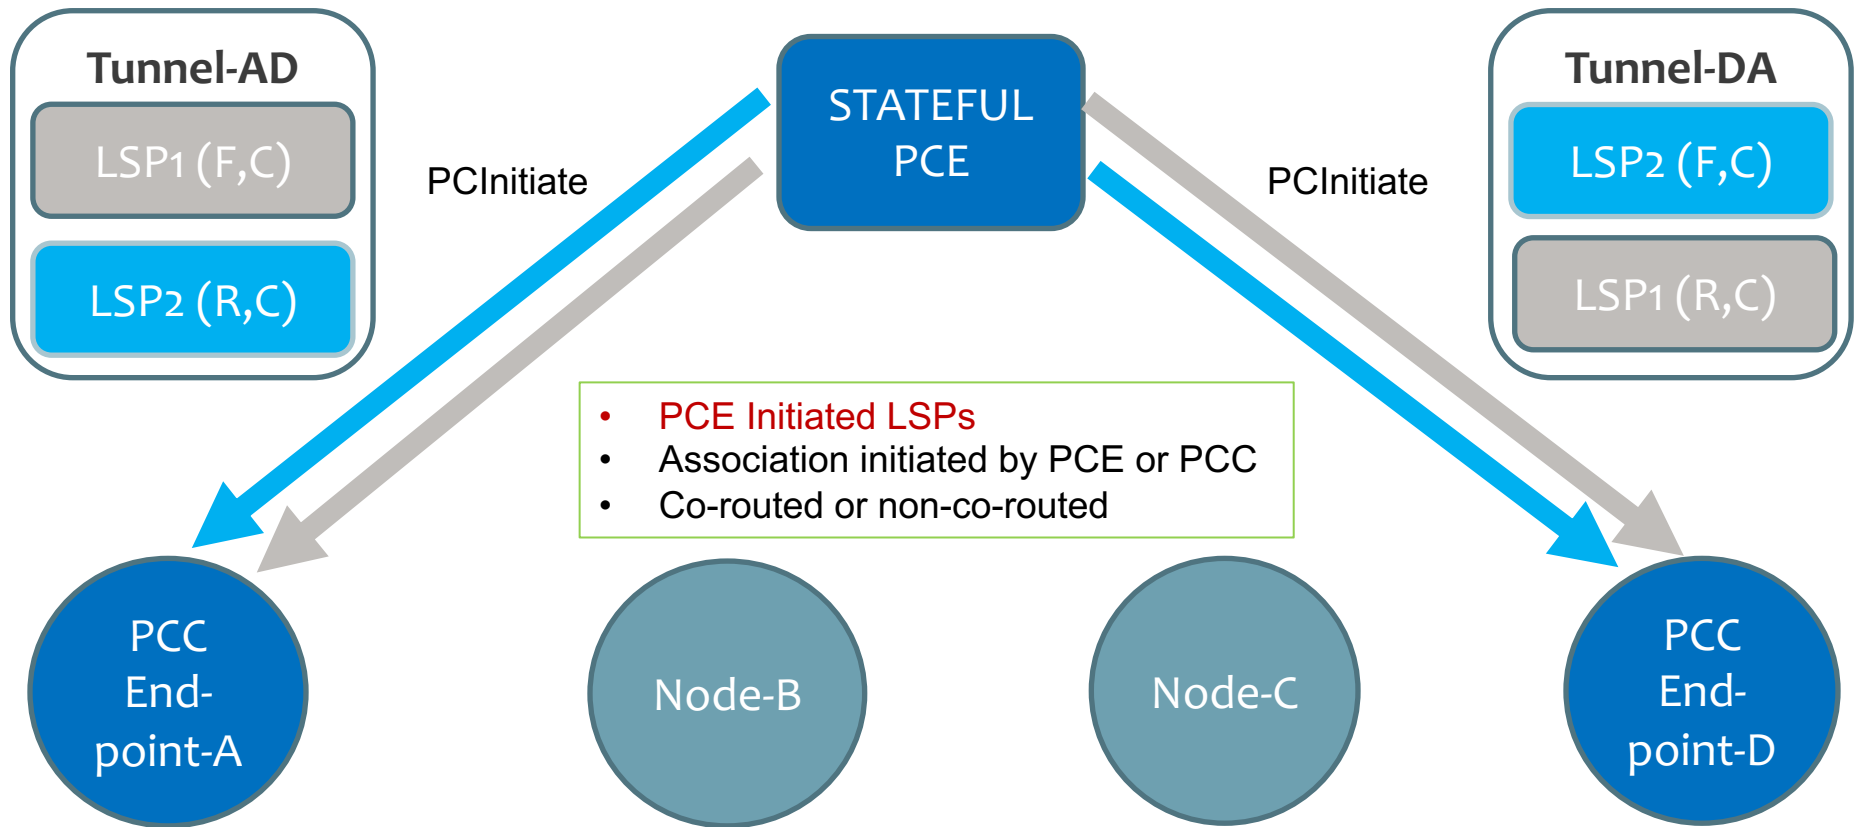 Tunnel-AD
LSP1 (F,C)
LSP2 (R,C)
PCInitiate
STATEFUL
PCE
PCInitiate
Tunnel-DA
LSP2 (F,C)
LSP1 (R,C)
• PCE Initiated LSPs
• Association initiated by PCE or PCC
• Co-routed or non-co-routed
PCC
End-
point-A
Node-B
Node-C
PCC
End-
point-D